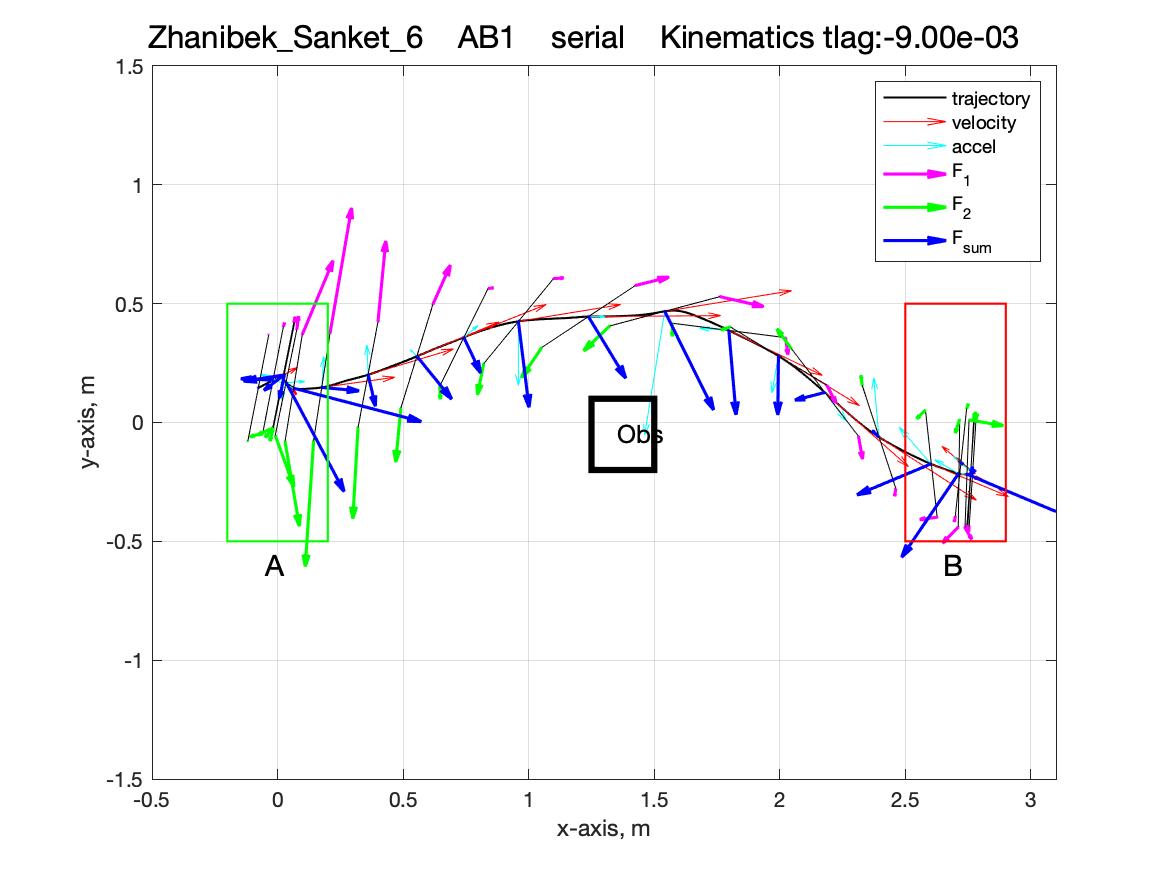 Zhanibek_Sanket_6 AB1 serial Kinematics tlag:-9.00e-03
1.5
1
0.5
0
-0.5
-1
-1.5
y-axis, m
trajectory
velocity
accel
F1
F2
Fsum
Obs
A
B
-0.5 0 0.5 1 1.5 2 2.5 3
x-axis, m